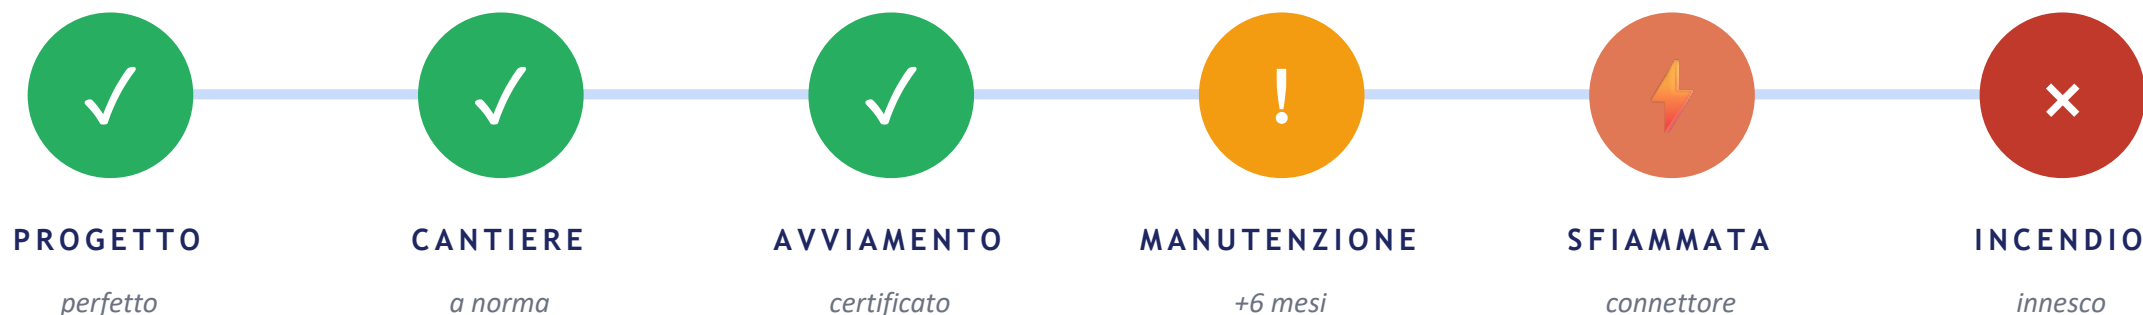 ✓ ✓ ✓ ! ⚡ ×
PROGETTO CANTIERE AVVIAMENTO MANUTENZIONE SFIAMMATA INCENDIO
perfetto a norma certificato +6 mesi connettore innesco